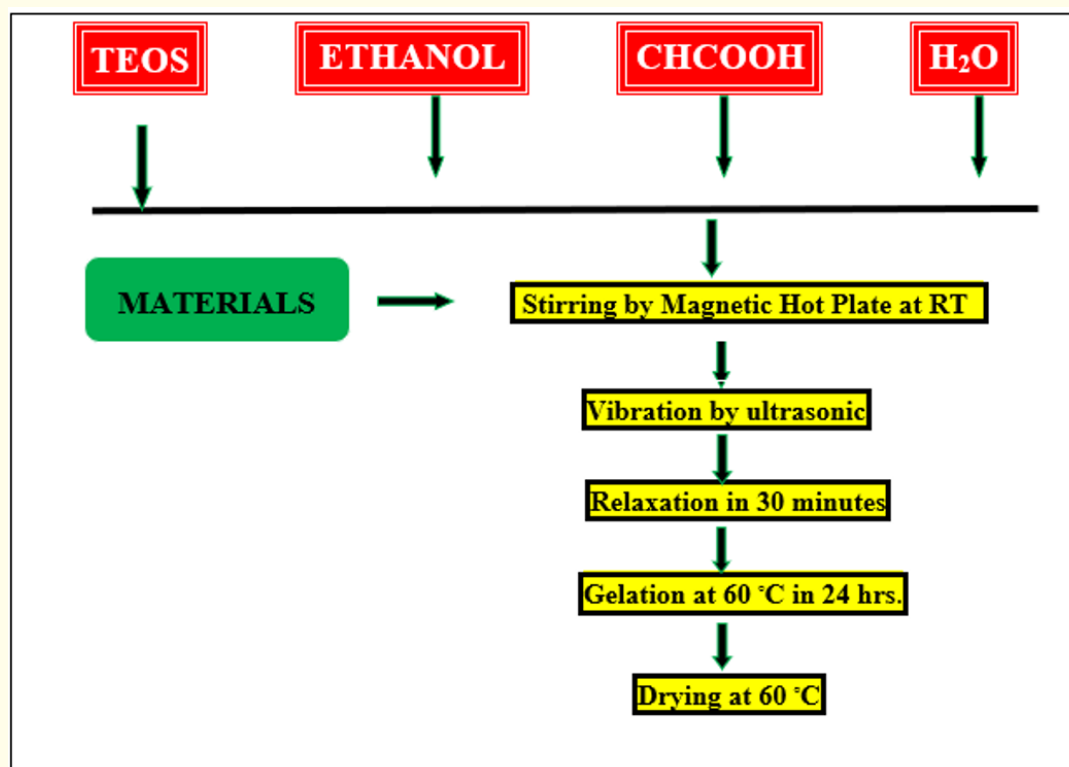 TEOS
ETHANOL
CHCOOH
H₂O
MATERIALS
Stirring by Magnetic Hot Plate at RT
Vibration by ultrasonic
Relaxation in 30 minutes
Gelation at 60 °C in 24 hrs.
Drying at 60 °C